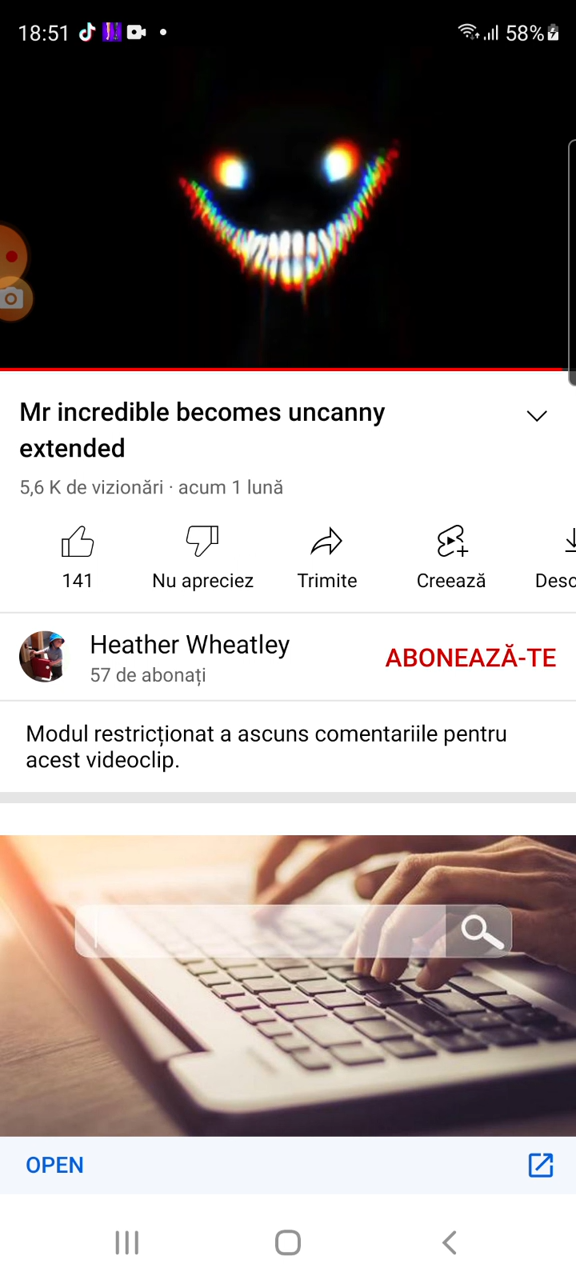 18:51
58%
Mr incredible becomes uncanny
extended
5,6 K de vizionări · acum 1 lună
141
Nu apreciez
Trimite
Creează
Desc
Heather Wheatley
57 de abonați
ABONEAZĂ-TE
Modul restricționat a ascuns comentariile pentru
acest videoclip.
OPEN